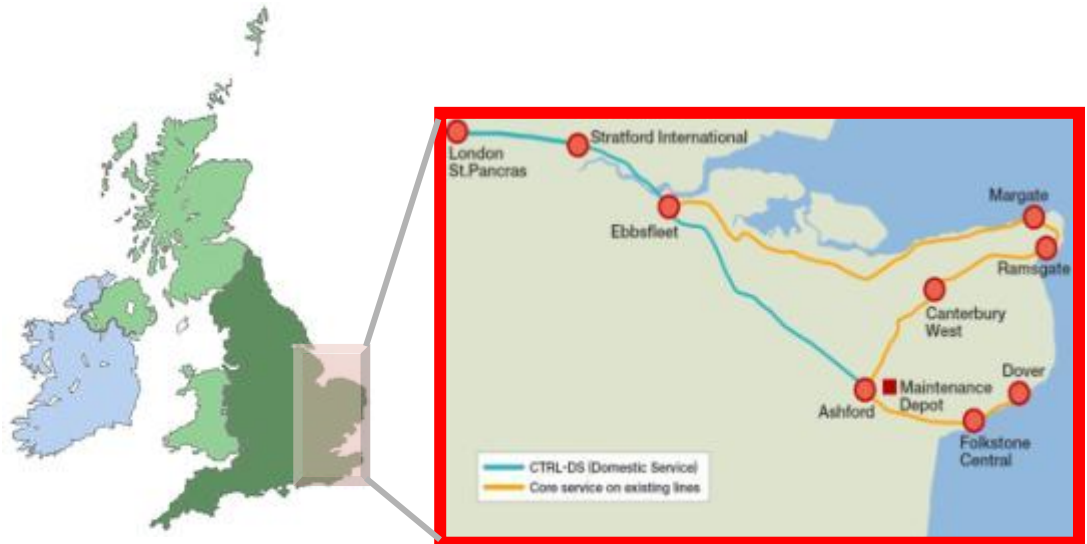 London
St.Pancras
Stratford International
Ebbsfleet
Margate
Ramsgate
Canterbury
West
Dover
Maintenance
Depot
Ashford
Folkstone
Central
CTRL-DS (Domestic Service)
Core service on existing lines